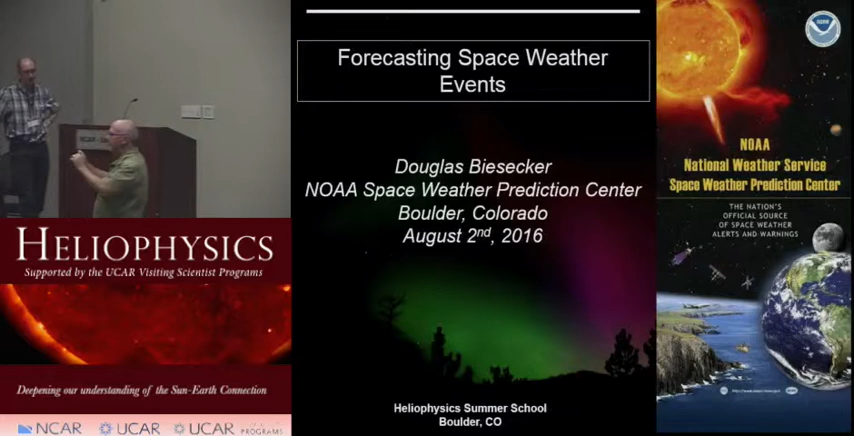 Forecasting Space Weather
Events
Douglas Biesecker
NOAA Space Weather Prediction Center
Boulder, Colorado
August 2nd, 2016
Heliophysics Summer School
Boulder, CO
HELIOPHYSICS
Supported by the UCAR Visiting Scientist Programs
Deepening our understanding of the Sun-Earth Connection
NCAR UCAR UCAR PROGRAMS
NOAA
National Weather Service
Space Weather Prediction Center
THE NATION'S
OFFICIAL SOURCE
OF SPACE WEATHER
ALERTS AND WARNINGS